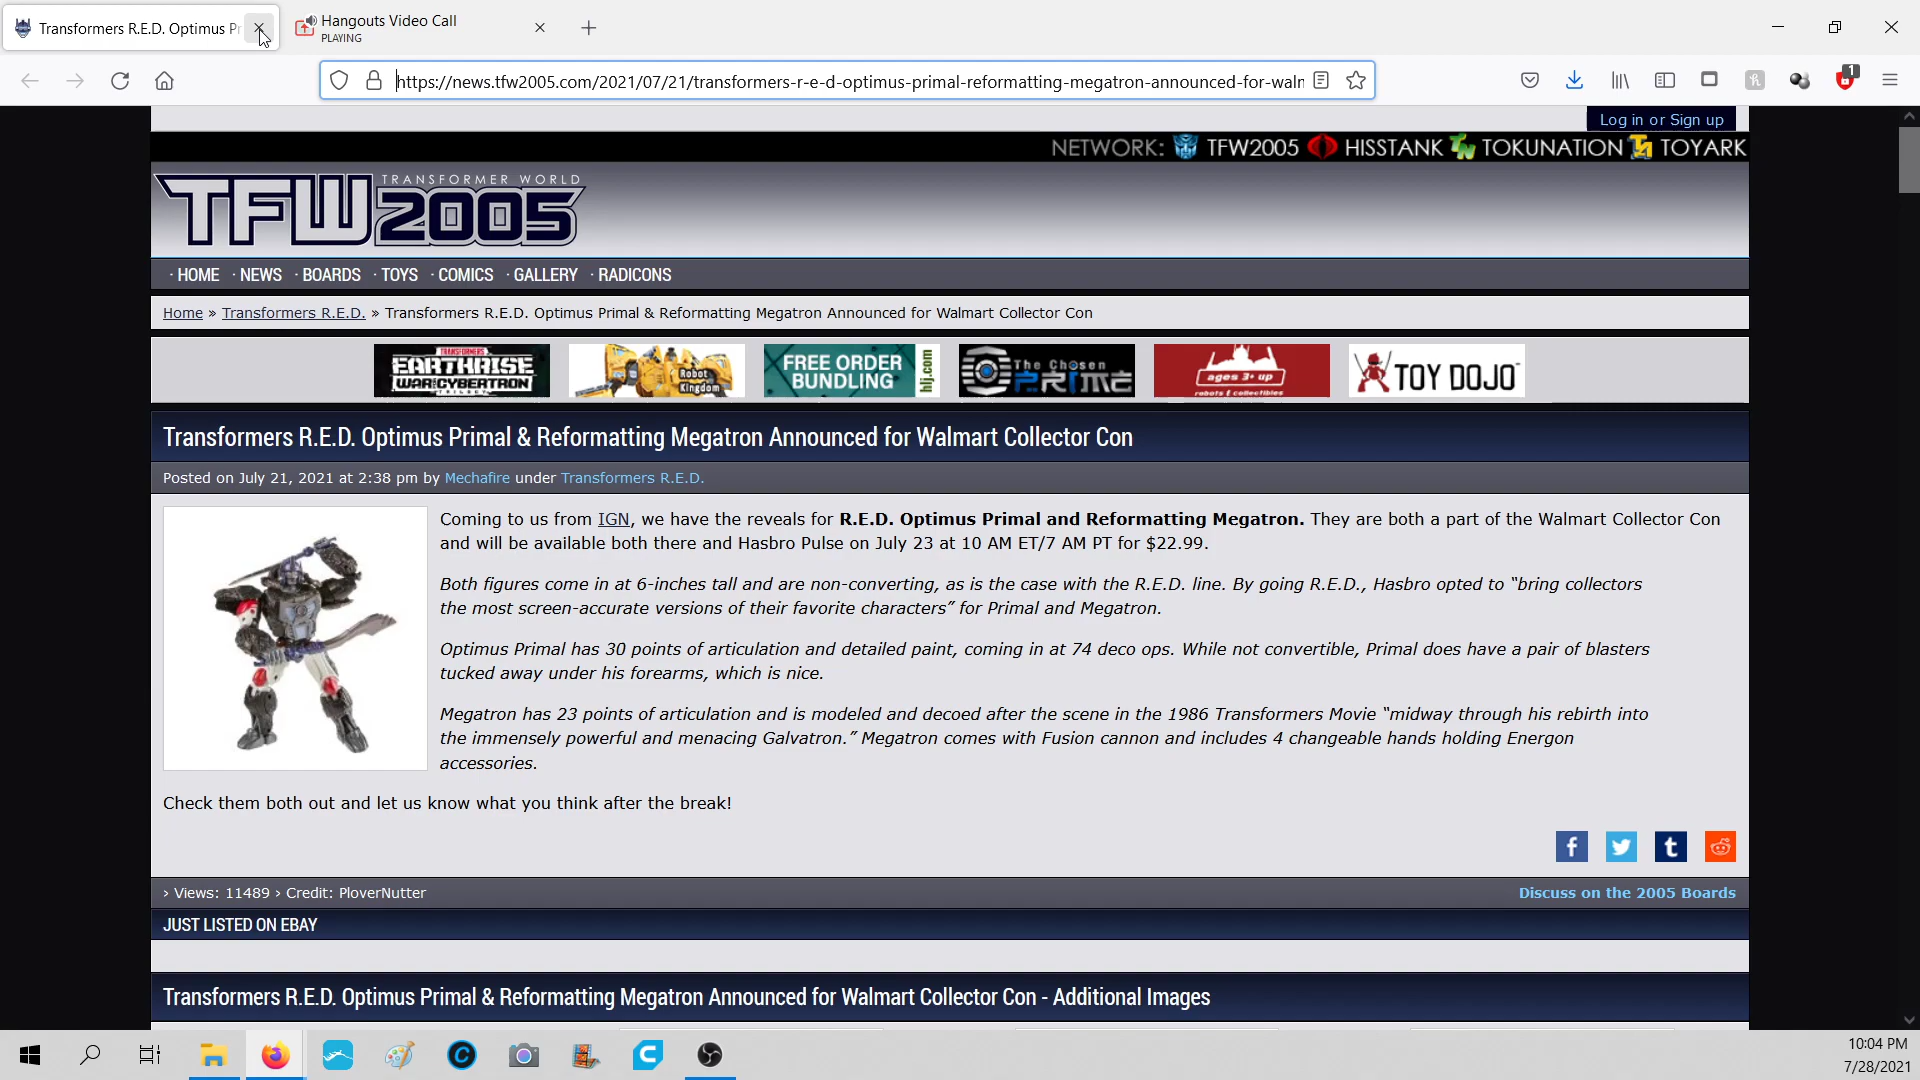 Transformers R.E.D. Optimus Pr
Hangouts Video Call
PLAYING
https://news.tfw2005.com/2021/07/21/transformers-r-e-d-optimus-primal-reformatting-megatron-announced-for-waln
1
Log in or Sign up
NETWORK: TFW2005 HISSTANK TOKUNATION TOYARK
TRANSFORMER WORLD
TFW2005
· HOME · NEWS · BOARDS · TOYS · COMICS · GALLERY · RADICONS
Home » Transformers R.E.D. » Transformers R.E.D. Optimus Primal & Reformatting Megatron Announced for Walmart Collector Con
TRANSFORMERS
EARTHRISE
WAR FOR CYBERTRON
Robot
Kingdom
FREE ORDER
BUNDLING
hlj.com
The Chosen
PRIME
ages 3+ up
robots & collectibles
TOY DOJO
Transformers R.E.D. Optimus Primal & Reformatting Megatron Announced for Walmart Collector Con
Posted on July 21, 2021 at 2:38 pm by Mechafire under Transformers R.E.D.
Coming to us from IGN, we have the reveals for R.E.D. Optimus Primal and Reformatting Megatron. They are both a part of the Walmart Collector Con
and will be available both there and Hasbro Pulse on July 23 at 10 AM ET/7 AM PT for $22.99.
Both figures come in at 6-inches tall and are non-converting, as is the case with the R.E.D. line. By going R.E.D., Hasbro opted to “bring collectors
the most screen-accurate versions of their favorite characters” for Primal and Megatron.
Optimus Primal has 30 points of articulation and detailed paint, coming in at 74 deco ops. While not convertible, Primal does have a pair of blasters
tucked away under his forearms, which is nice.
Megatron has 23 points of articulation and is modeled and decoed after the scene in the 1986 Transformers Movie “midway through his rebirth into
the immensely powerful and menacing Galvatron.” Megatron comes with Fusion cannon and includes 4 changeable hands holding Energon
accessories.
Check them both out and let us know what you think after the break!
› Views: 11489 › Credit: PloverNutter
Discuss on the 2005 Boards
JUST LISTED ON EBAY
Transformers R.E.D. Optimus Primal & Reformatting Megatron Announced for Walmart Collector Con - Additional Images
10:04 PM
7/28/2021